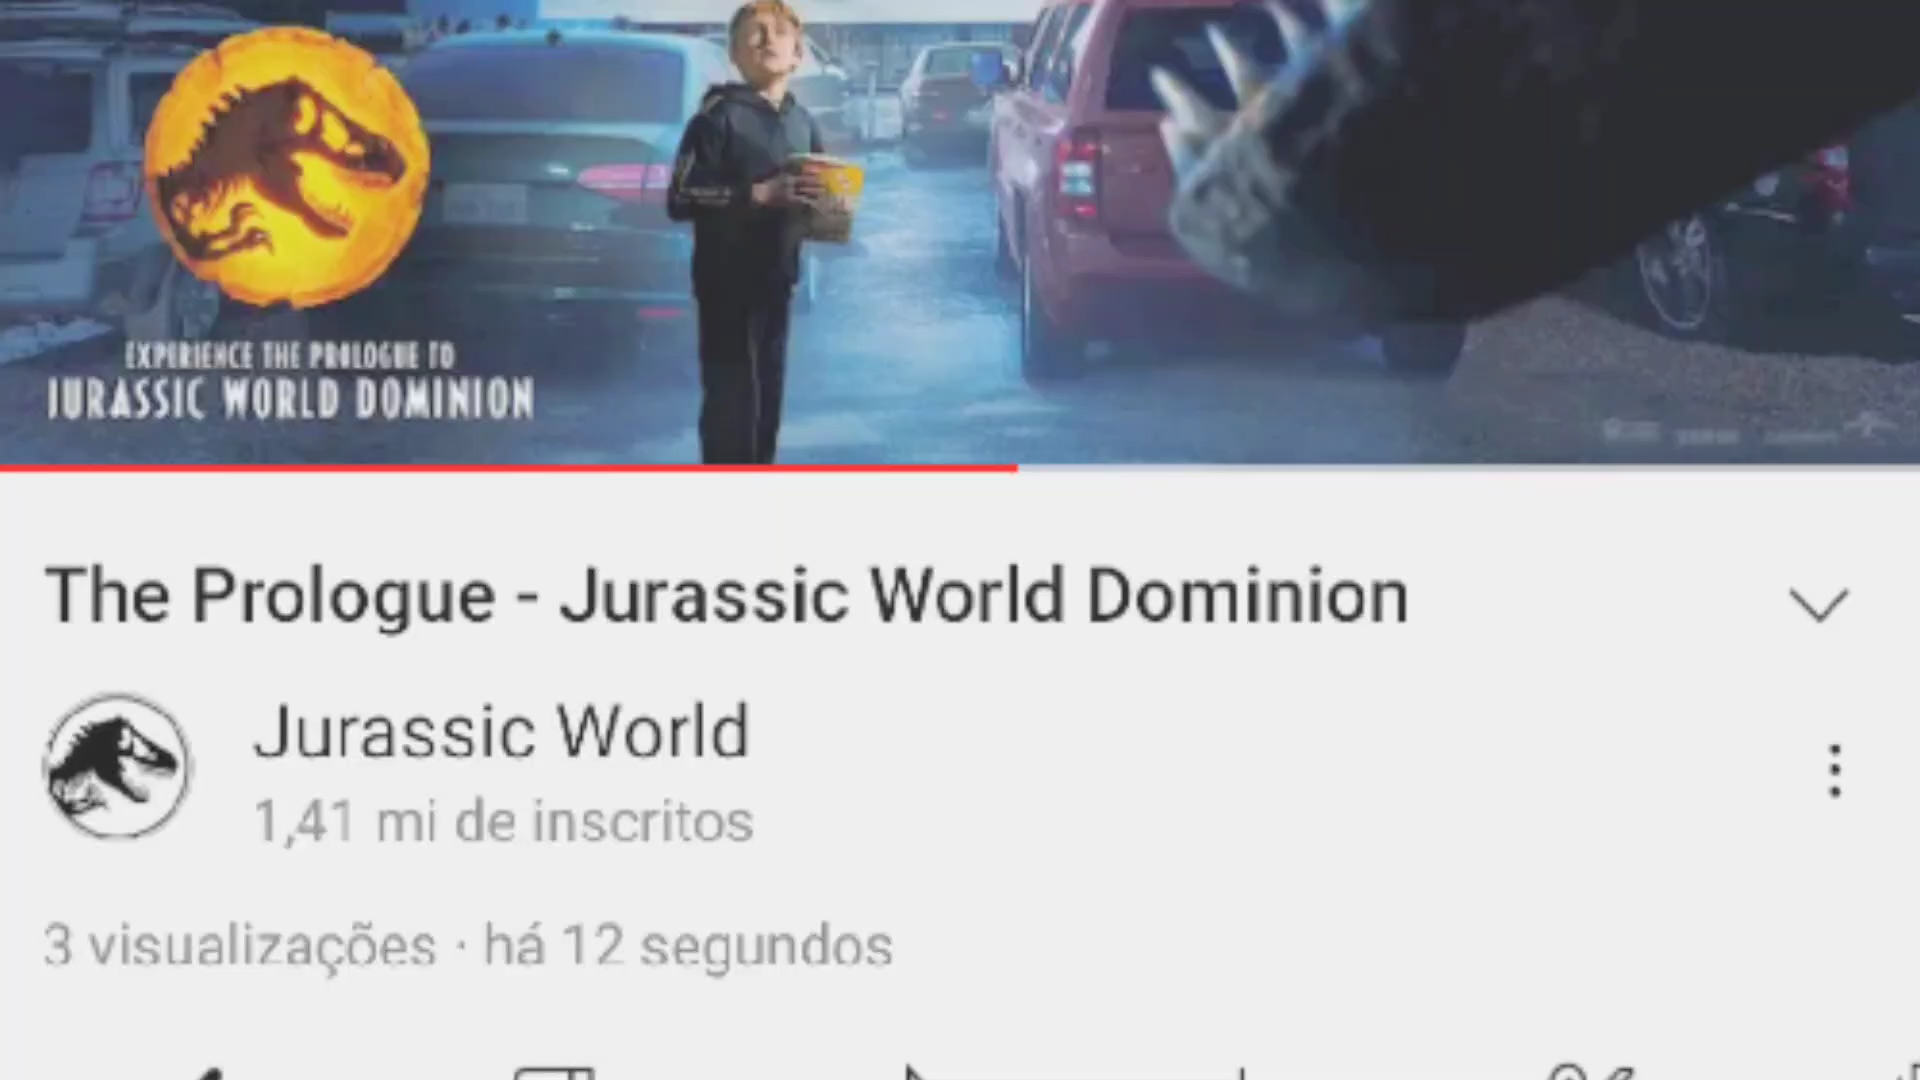 EXPERIENCE THE PROLOGUE TO
JURASSIC WORLD DOMINION
The Prologue - Jurassic World Dominion
Jurassic World
1,41 mi de inscritos
3 visualizações · há 12 segundos